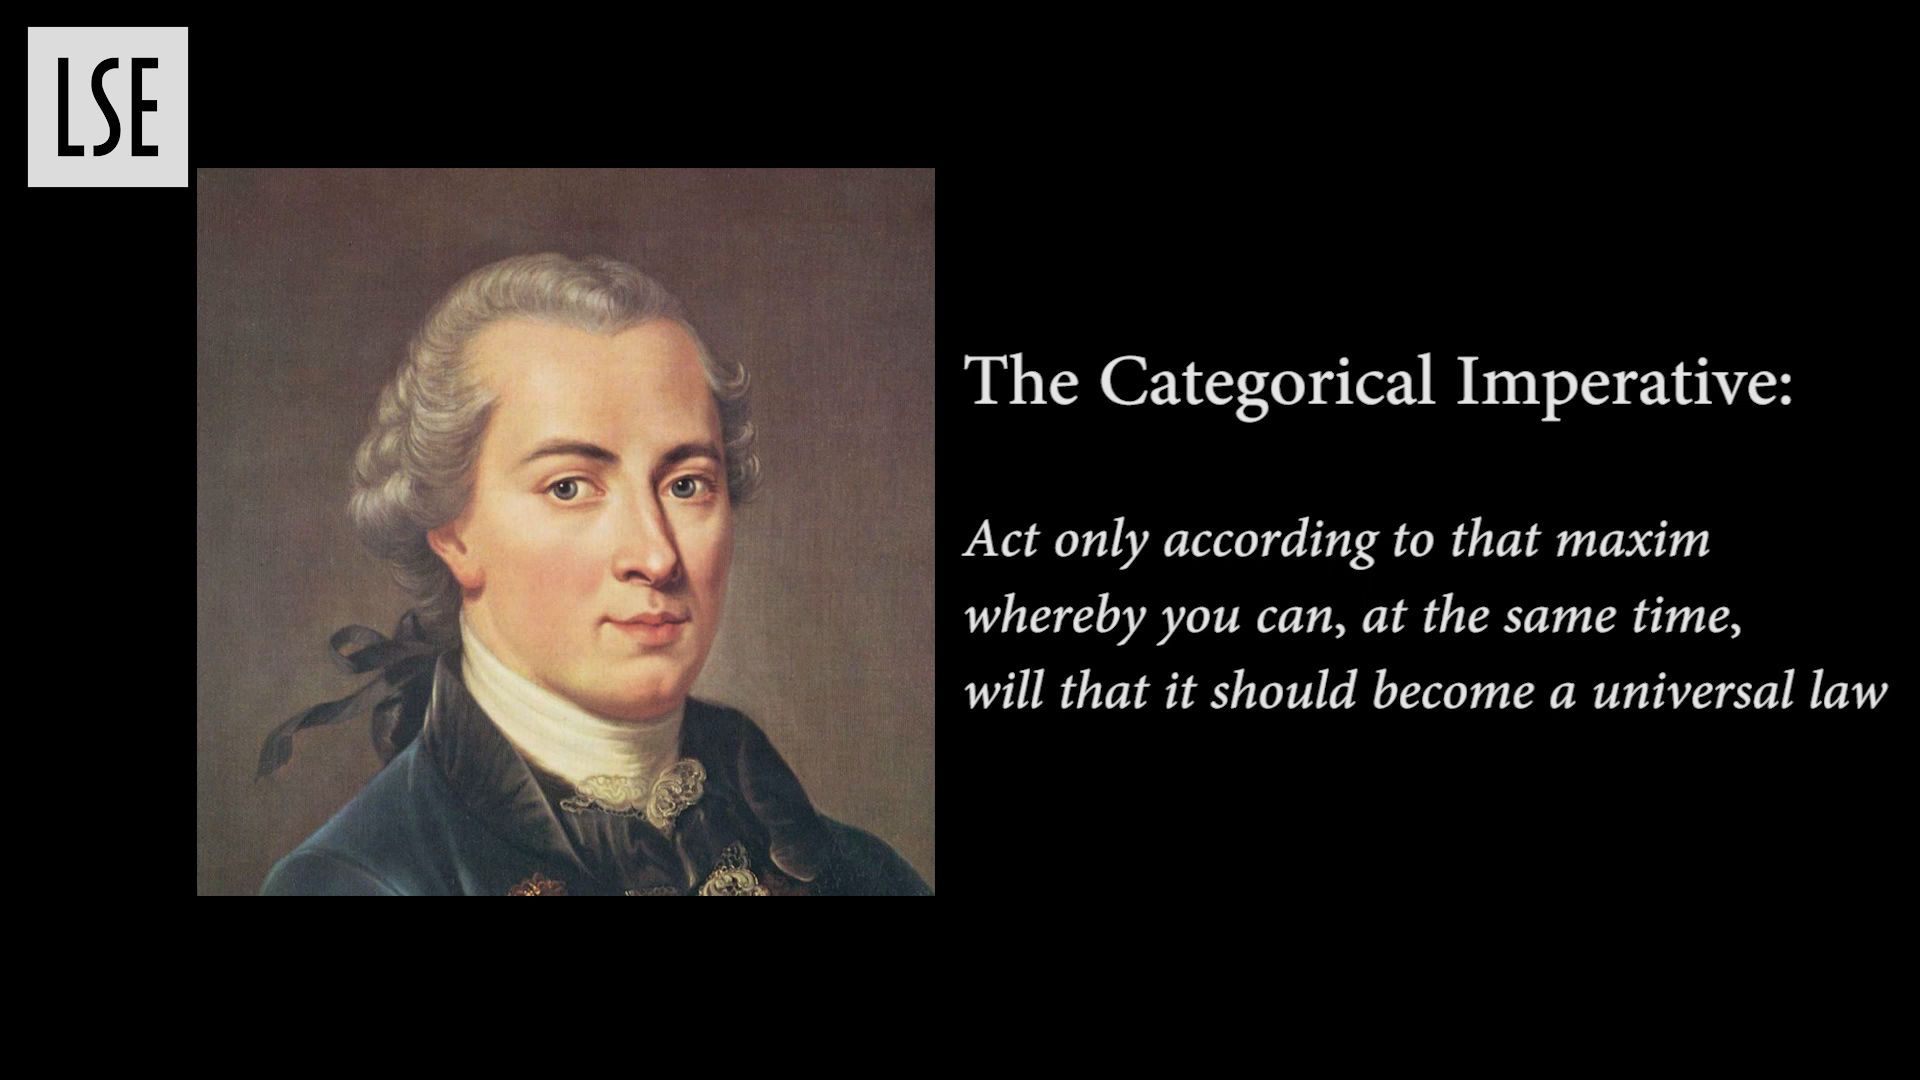 LSE
The Categorical Imperative:
Act only according to that maxim
whereby you can, at the same time,
will that it should become a universal law